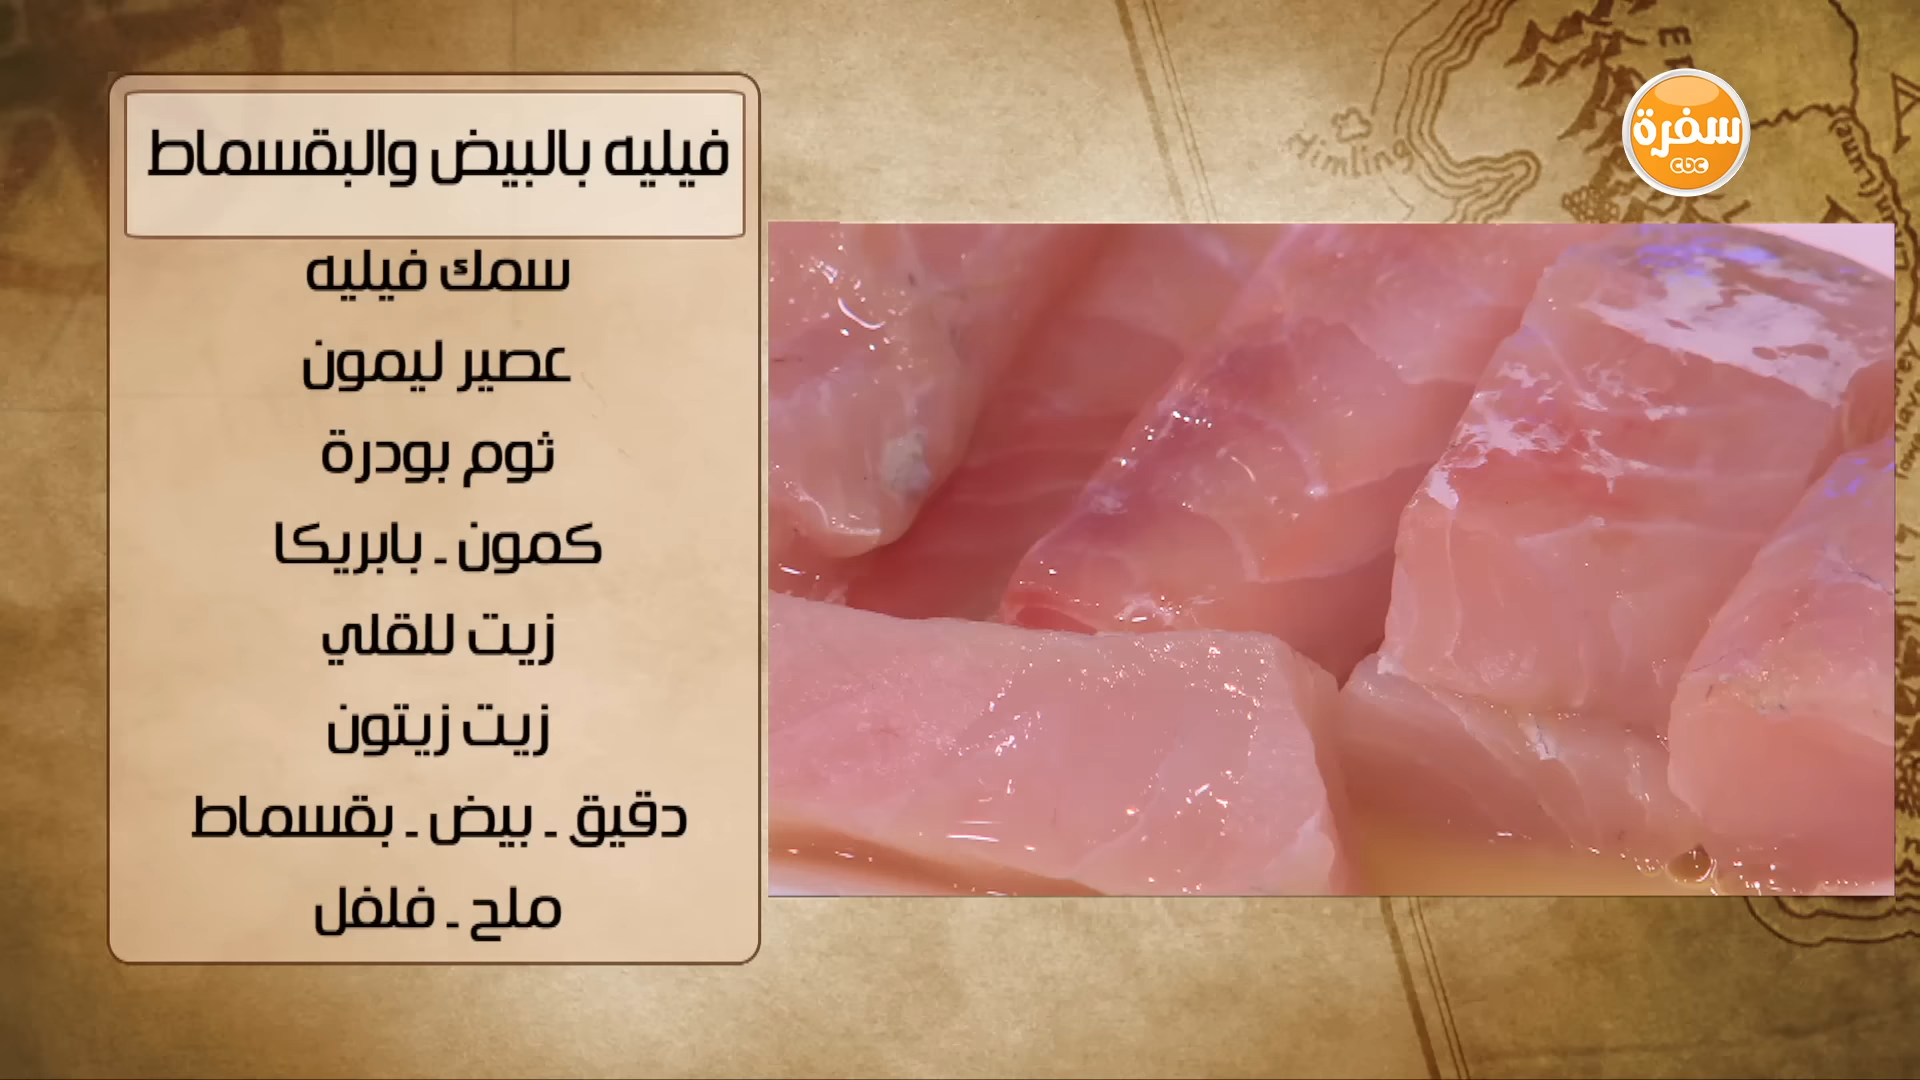 فيليه بالبيض والبقسماط
سمك فيليه
عصير ليمون
ثوم بودرة
كمون - بابريكا
زيت للقلي
زيت زيتون
دقيق - بيض - بقسماط
ملح - فلفل
سفرة
cbc
Himling